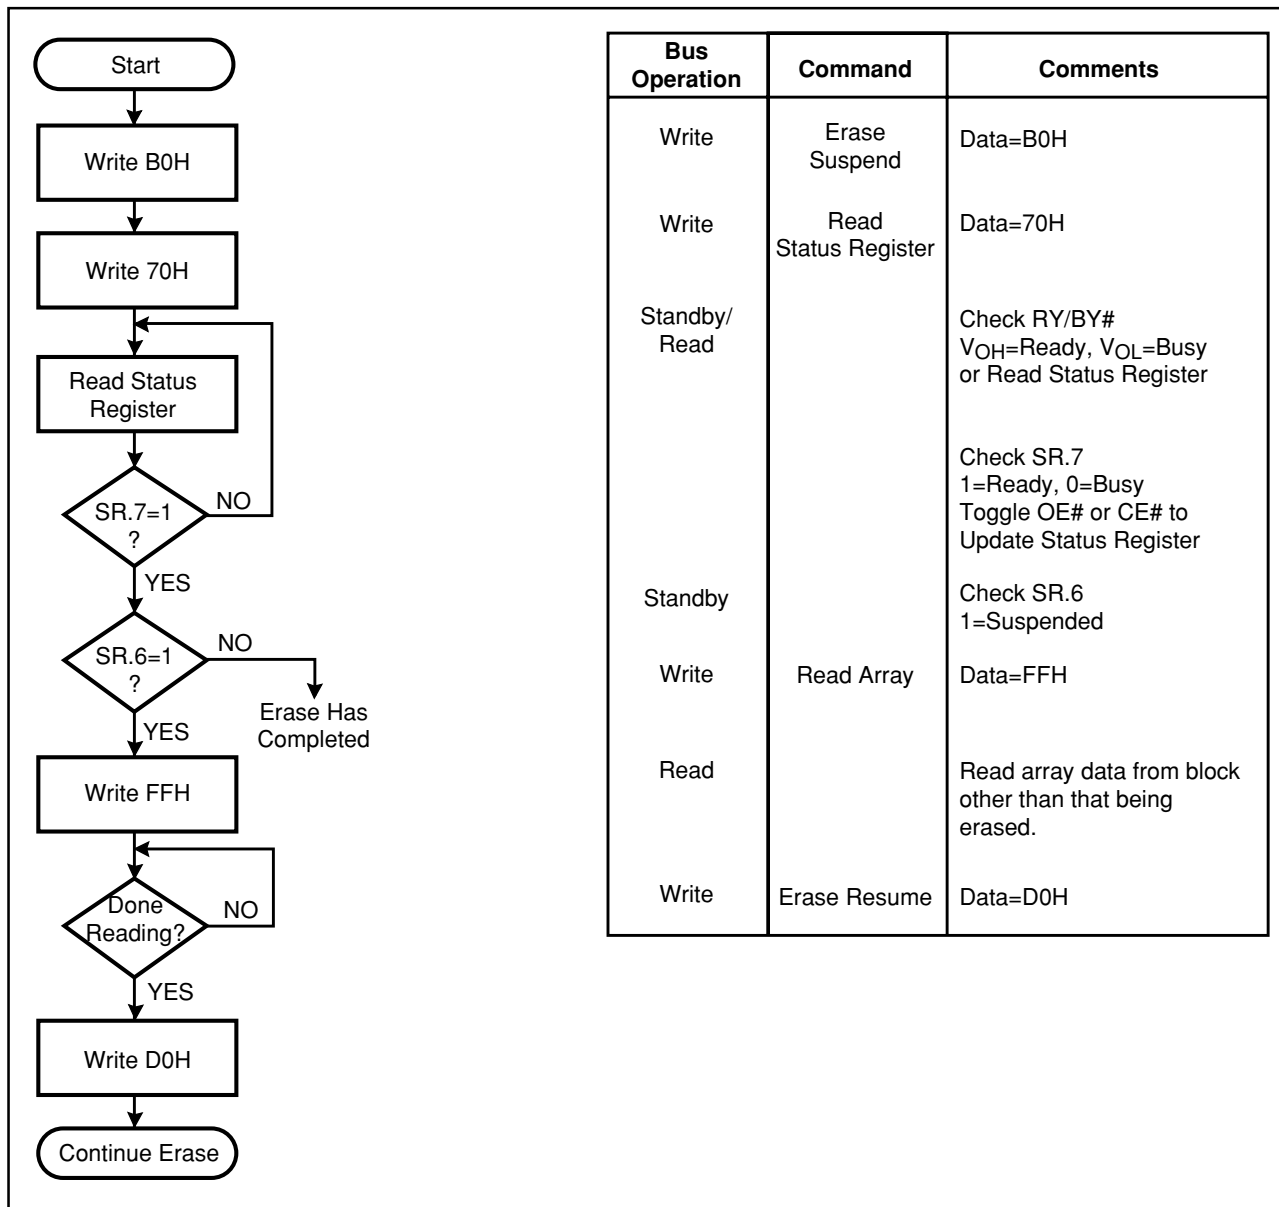 Start
Write B0H
Write 70H
Read Status
Register
SR.7=1
?
NO
YES
SR.6=1
?
NO
Erase Has
Completed
YES
Write FFH
Done
Reading?
NO
YES
Write D0H
Continue Erase
Bus
Operation
Command
Comments
Write
Erase
Suspend
Data=B0H
Write
Read
Status Register
Data=70H
Standby/
Read
Check RY/BY#
VOH=Ready, VOL=Busy
or Read Status Register
Check SR.7
1=Ready, 0=Busy
Toggle OE# or CE# to
Update Status Register
Standby
Check SR.6
1=Suspended
Write
Read Array
Data=FFH
Read
Read array data from block
other than that being
erased.
Write
Erase Resume
Data=D0H